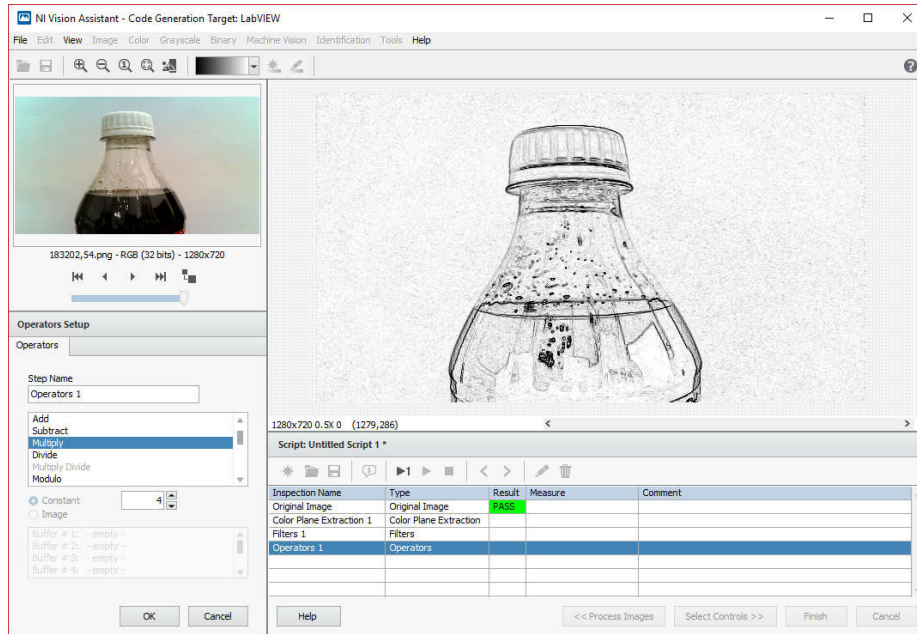 NI Vision Assistant - Code Generation Target: LabVIEW
File Edit View Image Color Grayscale Binary Machine Vision Identification Tools Help
183202,54.png - RGB (32 bits) - 1280x720
Operators Setup
Operators
Step Name
Operators 1
Add
Subtract
Multiply
Divide
Multiply Divide
Modulo
Constant 4
Image
Buffer # 1: - empty -
Buffer # 2: - empty -
Buffer # 3: - empty -
Buffer # 4: - empty -
OK Cancel
1280x720 0.5X 0 (1279,286)
Script: Untitled Script 1 *
Inspection Name Type Result Measure Comment
Original Image Original Image PASS
Color Plane Extraction 1 Color Plane Extraction
Filters 1 Filters
Operators 1 Operators
Help << Process Images Select Controls >> Finish Cancel